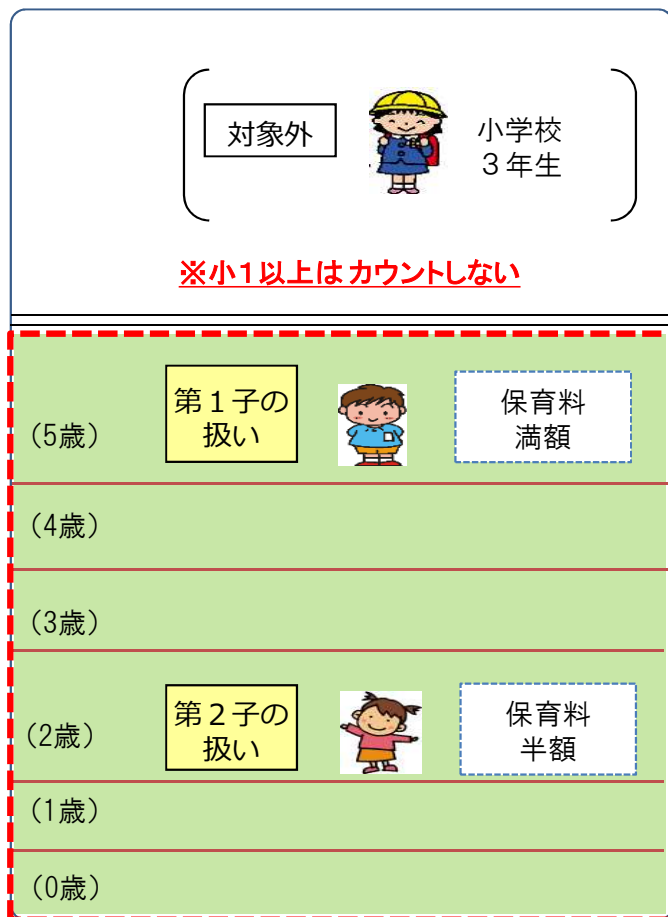 対象外
小学校
３年生
※小１以上はカウントしない
（5歳）
第１子の
扱い
保育料
満額
（4歳）
（3歳）
（2歳）
第２子の
扱い
保育料
半額
（1歳）
（0歳）